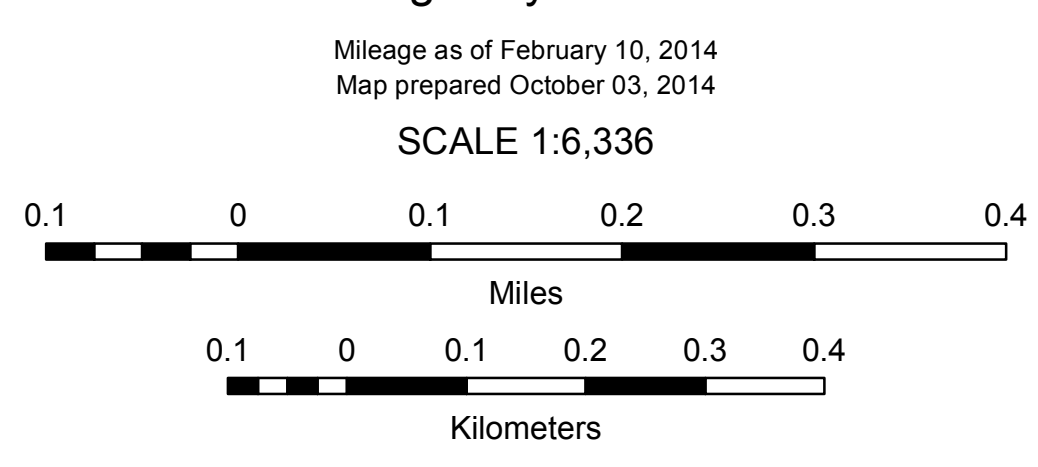 Mileage as of February 10, 2014
Map prepared October 03, 2014
SCALE 1:6,336
0.1 0 0.1 0.2 0.3 0.4
Miles
0.1 0 0.1 0.2 0.3 0.4
Kilometers